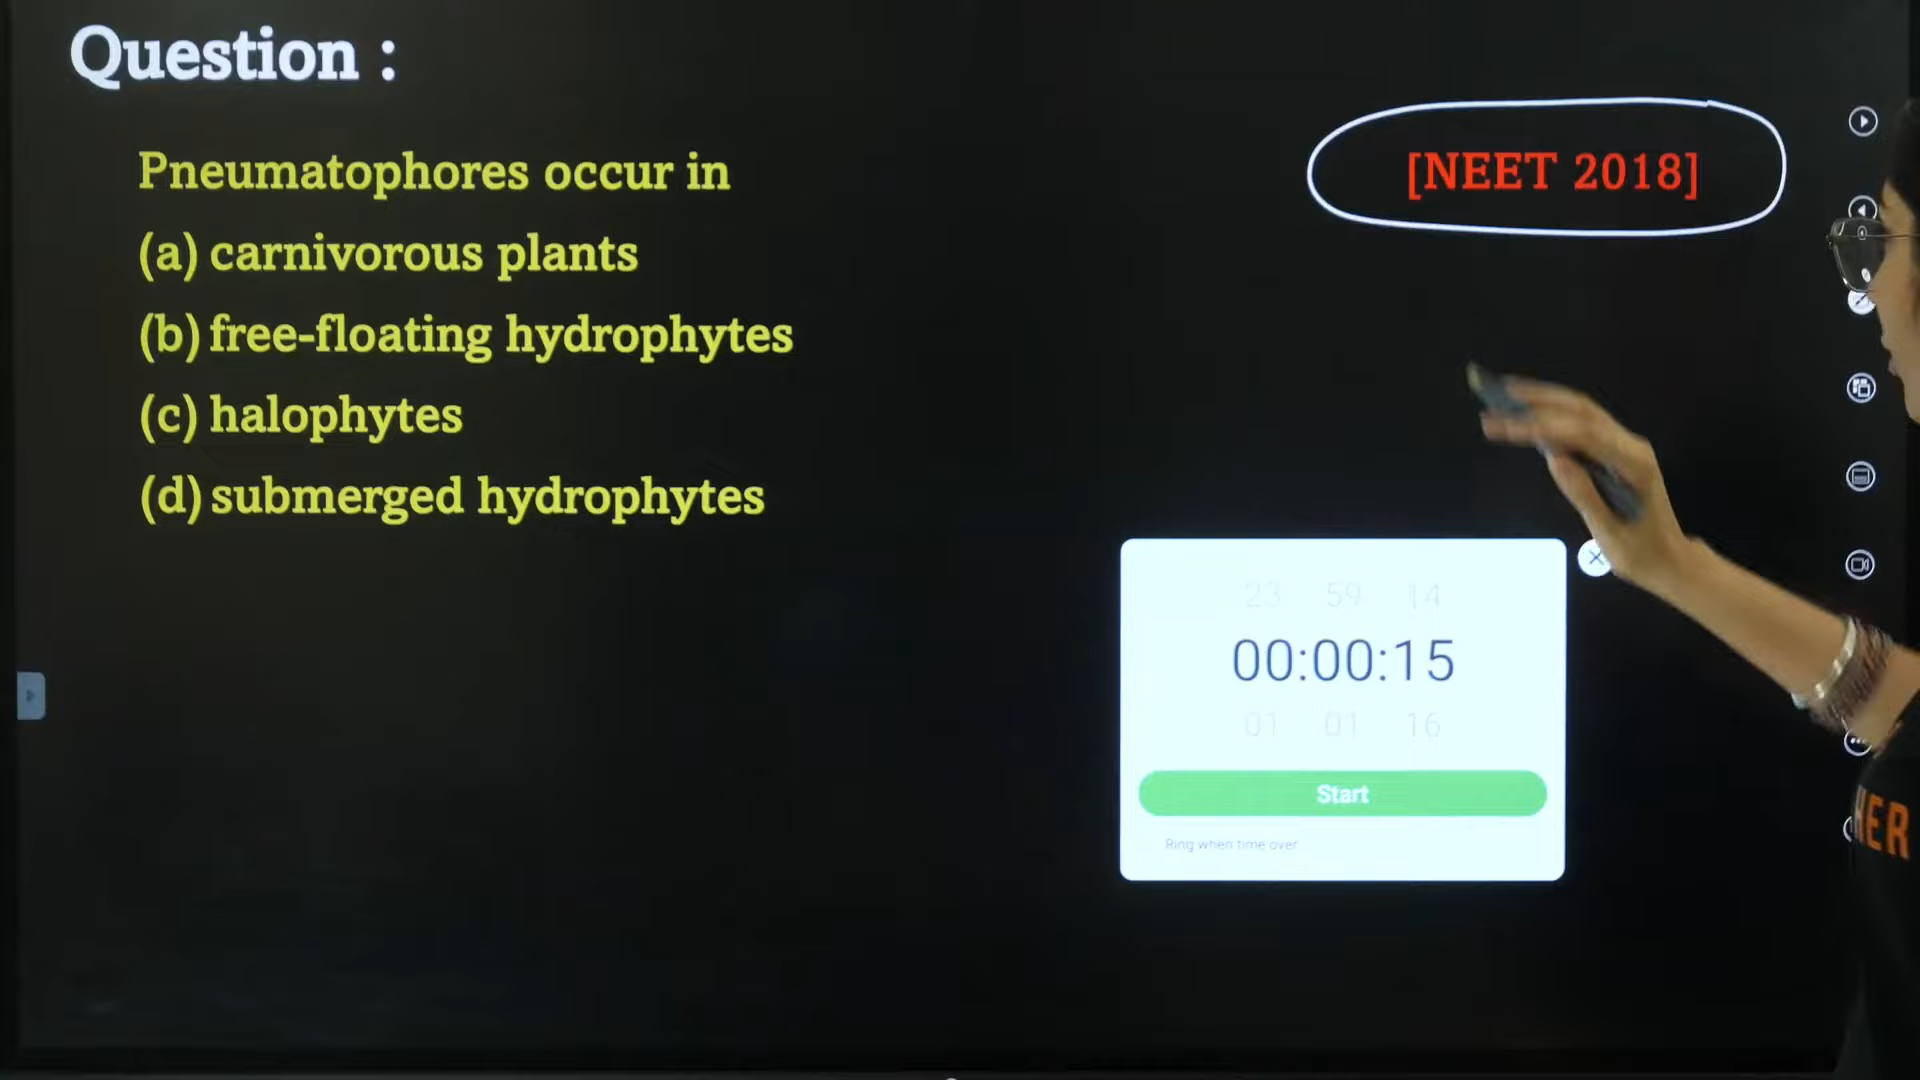 Question :
Pneumatophores occur in
[NEET 2018]
(a) carnivorous plants
(b) free-floating hydrophytes
(c) halophytes
(d) submerged hydrophytes
23 59 14
00:00:15
01 01 16
Start
Ring when time over
HER